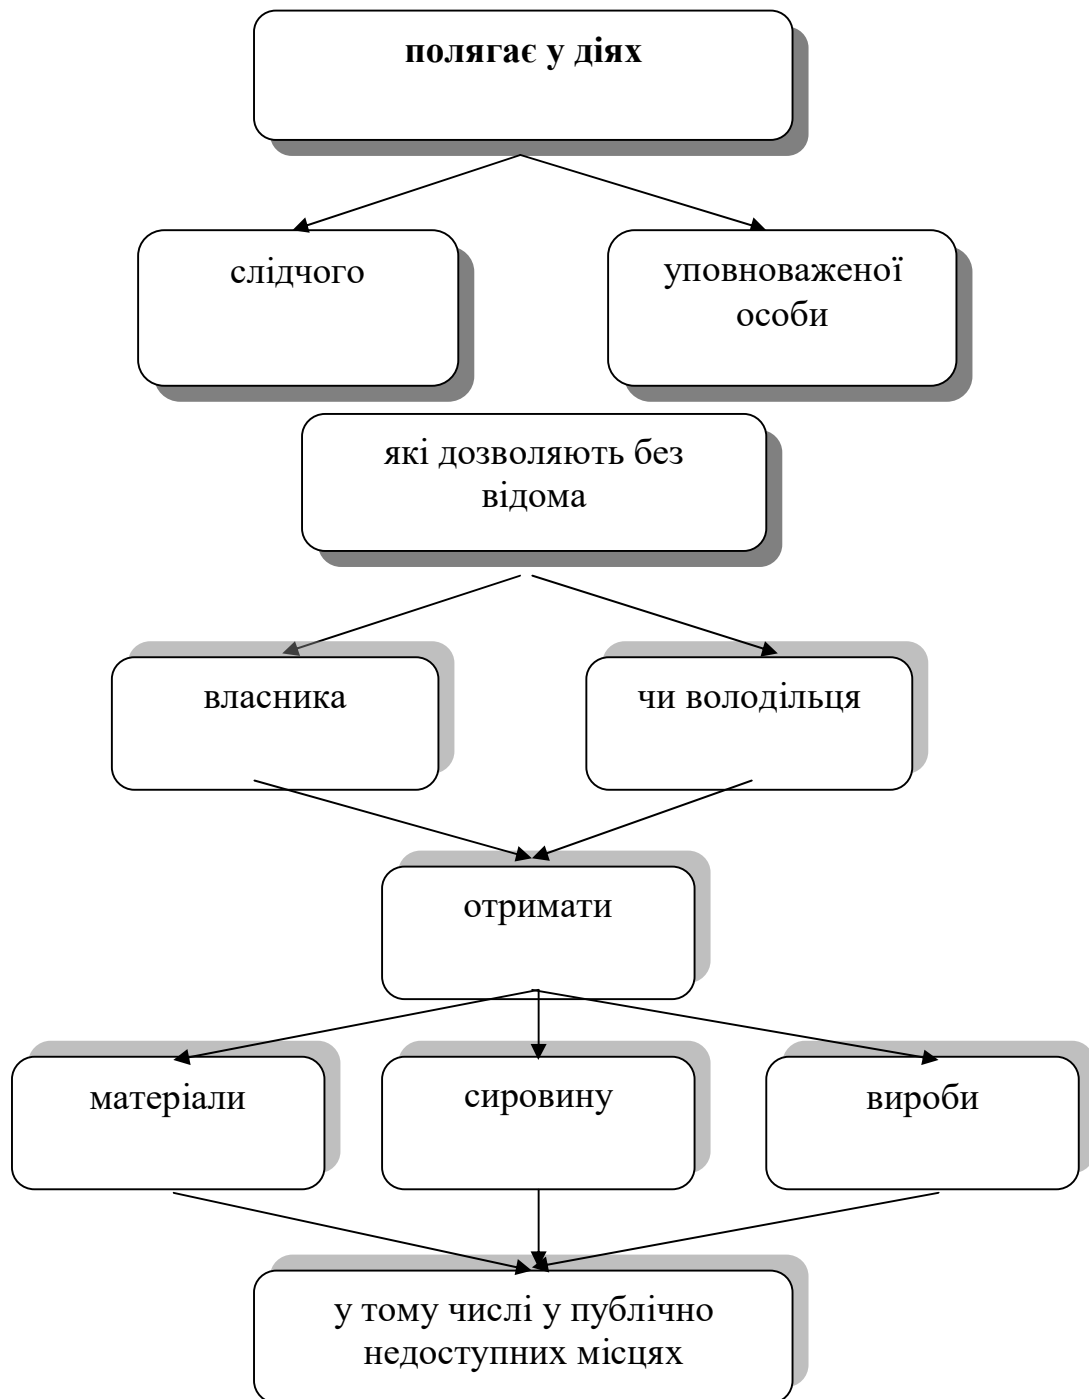 полягає у діях
слідчого
уповноваженої
особи
які дозволяють без
відома
власника
чи володільця
отримати
матеріали
сировину
вироби
у тому числі у публічно
недоступних місцях